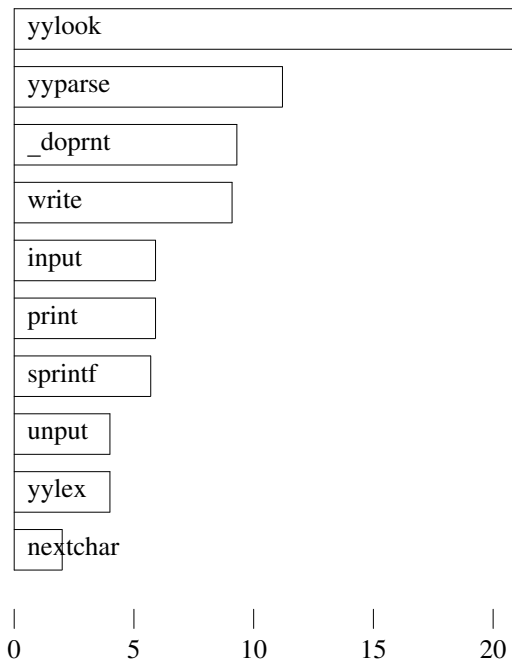 yylook
yyparse
_doprnt
write
input
print
sprintf
unput
yylex
nextchar
0 5 10 15 20